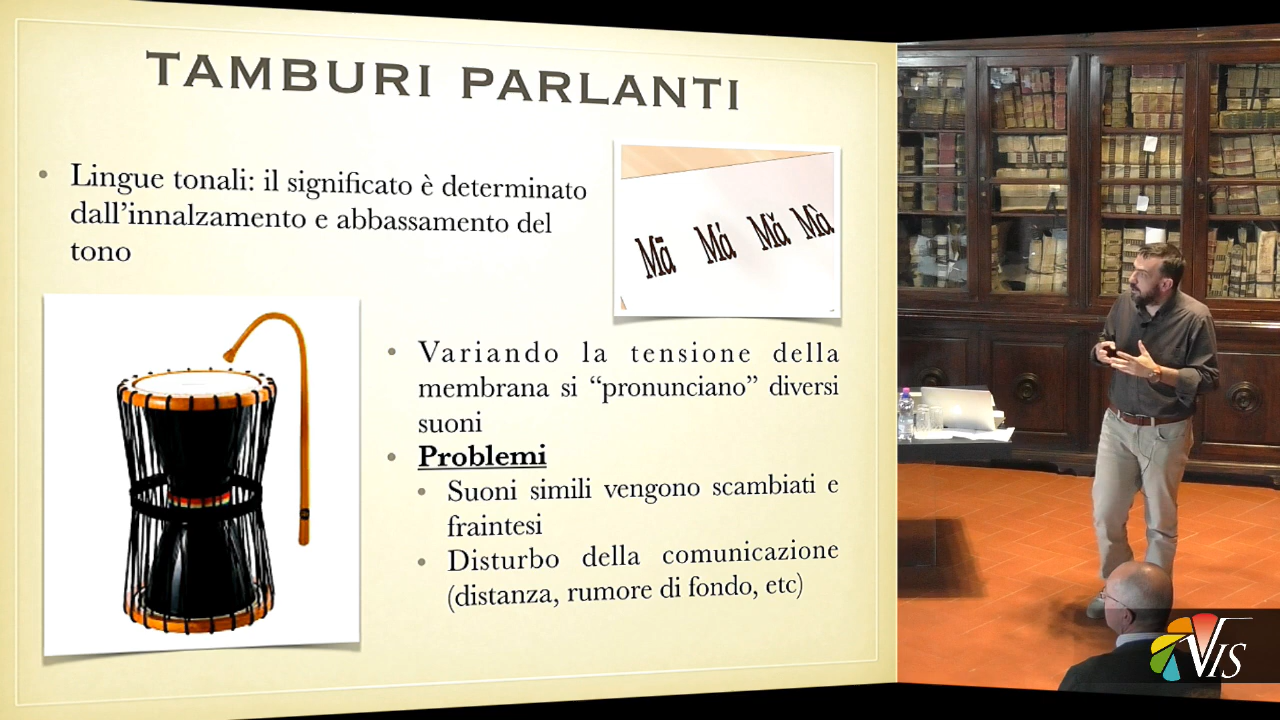 TAMBURI PARLANTI
Lingue tonali: il significato è determinato
dall'innalzamento e abbassamento del
tono
Mā Má Mǎ Mà
Variando la tensione della
membrana si “pronunciano” diversi
suoni
Problemi
Suoni simili vengono scambiati e
fraintesi
Disturbo della comunicazione
(distanza, rumore di fondo, etc)
VIS